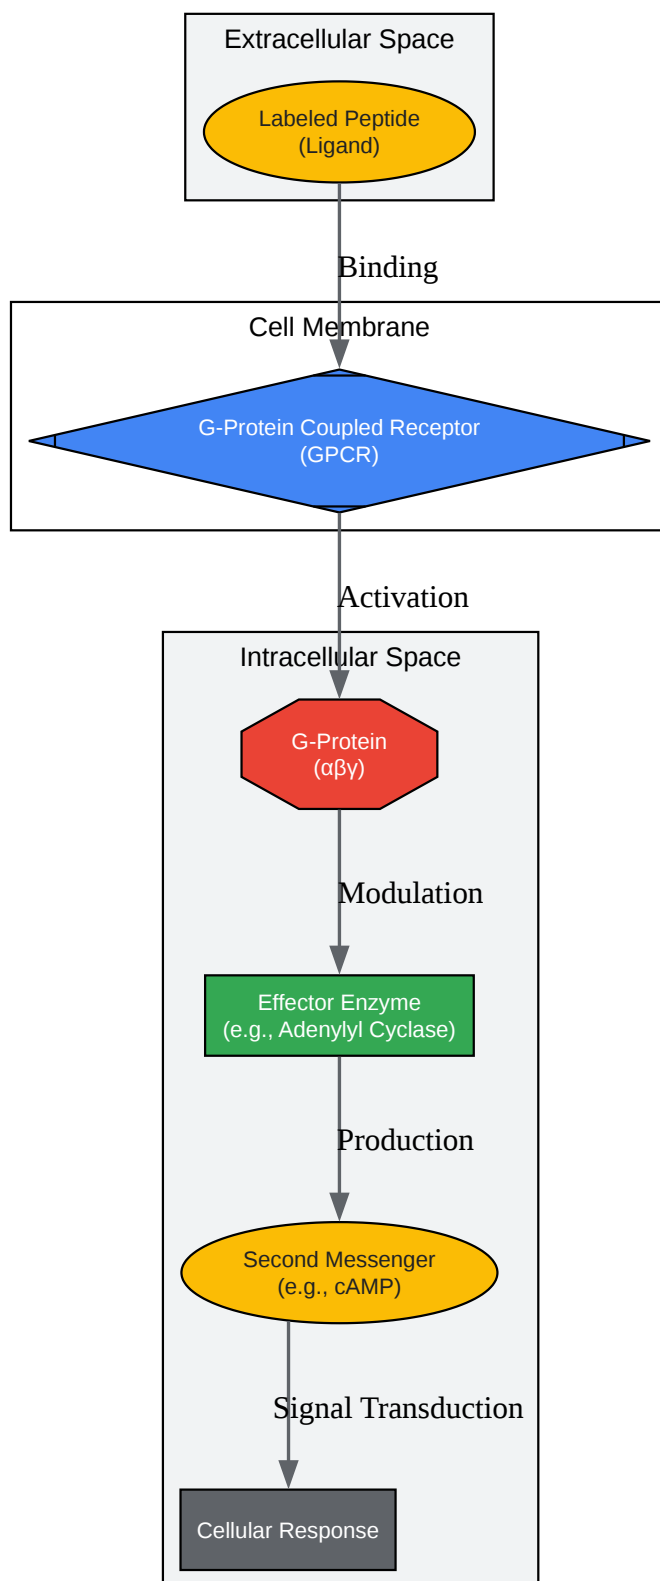 Extracellular Space
Labeled Peptide
(Ligand)
Binding
Cell Membrane
G-Protein Coupled Receptor
(GPCR)
Activation
Intracellular Space
G-Protein
(αβγ)
Modulation
Effector Enzyme
(e.g., Adenylyl Cyclase)
Production
Second Messenger
(e.g., cAMP)
Signal Transduction
Cellular Response